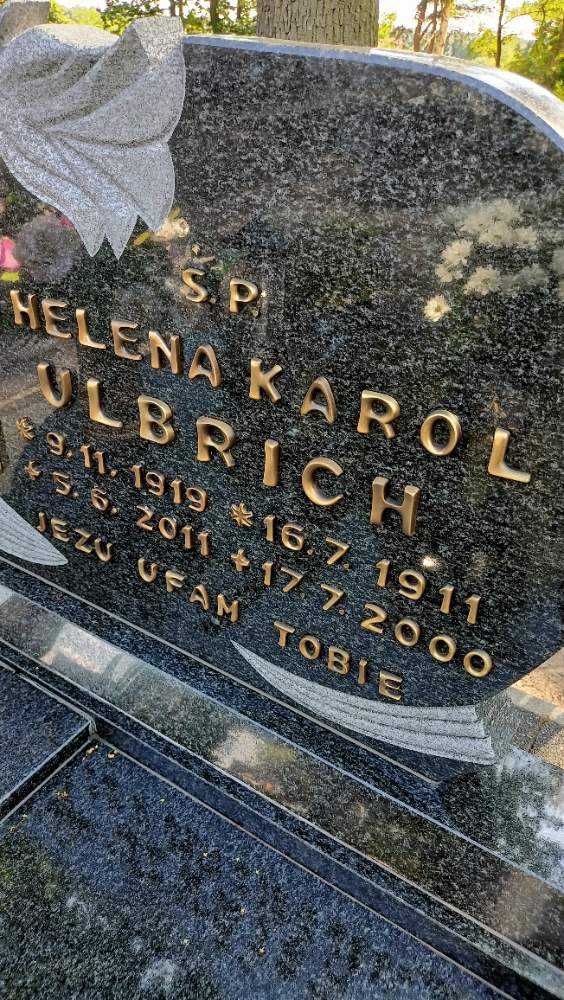 Ś.P.
HELENA KAROL
ULBRICH
* 9.11.1919 * 16.7.1911
+ 5.6.2011 + 17.7.2000
JEZU UFAM TOBIE